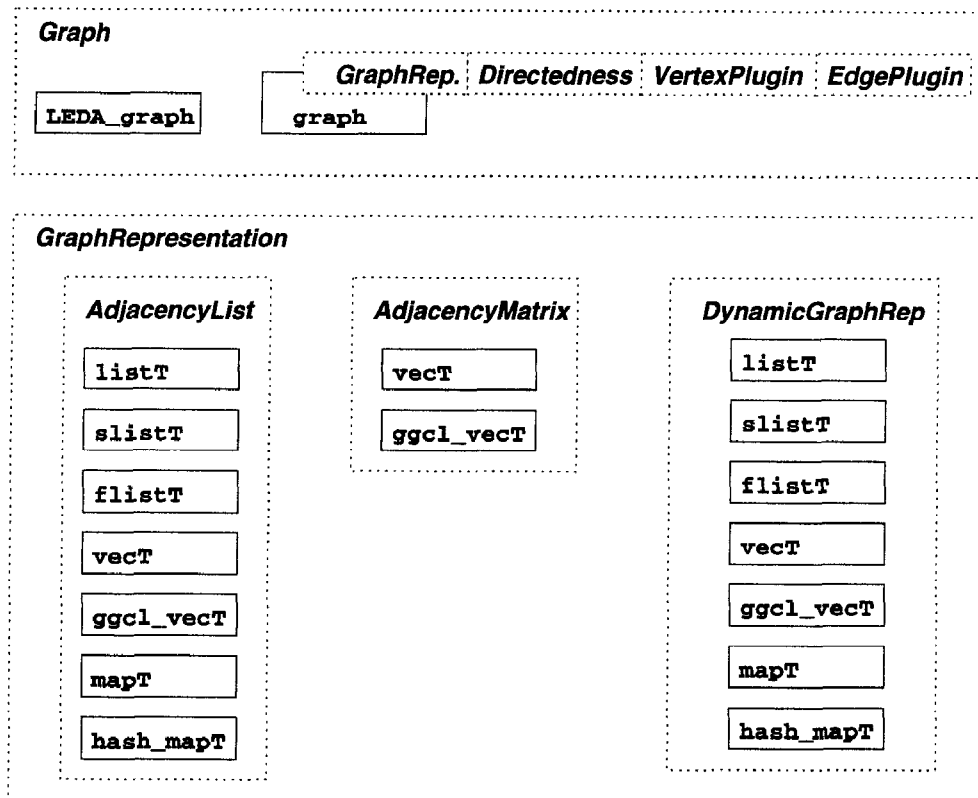 Graph
GraphRep. Directedness VertexPlugin EdgePlugin
LEDA_graph
graph
GraphRepresentation
AdjacencyList
listT
slistT
flistT
vecT
ggcl_vecT
mapT
hash_mapT
AdjacencyMatrix
vecT
ggcl_vecT
DynamicGraphRep
listT
slistT
flistT
vecT
ggcl_vecT
mapT
hash_mapT